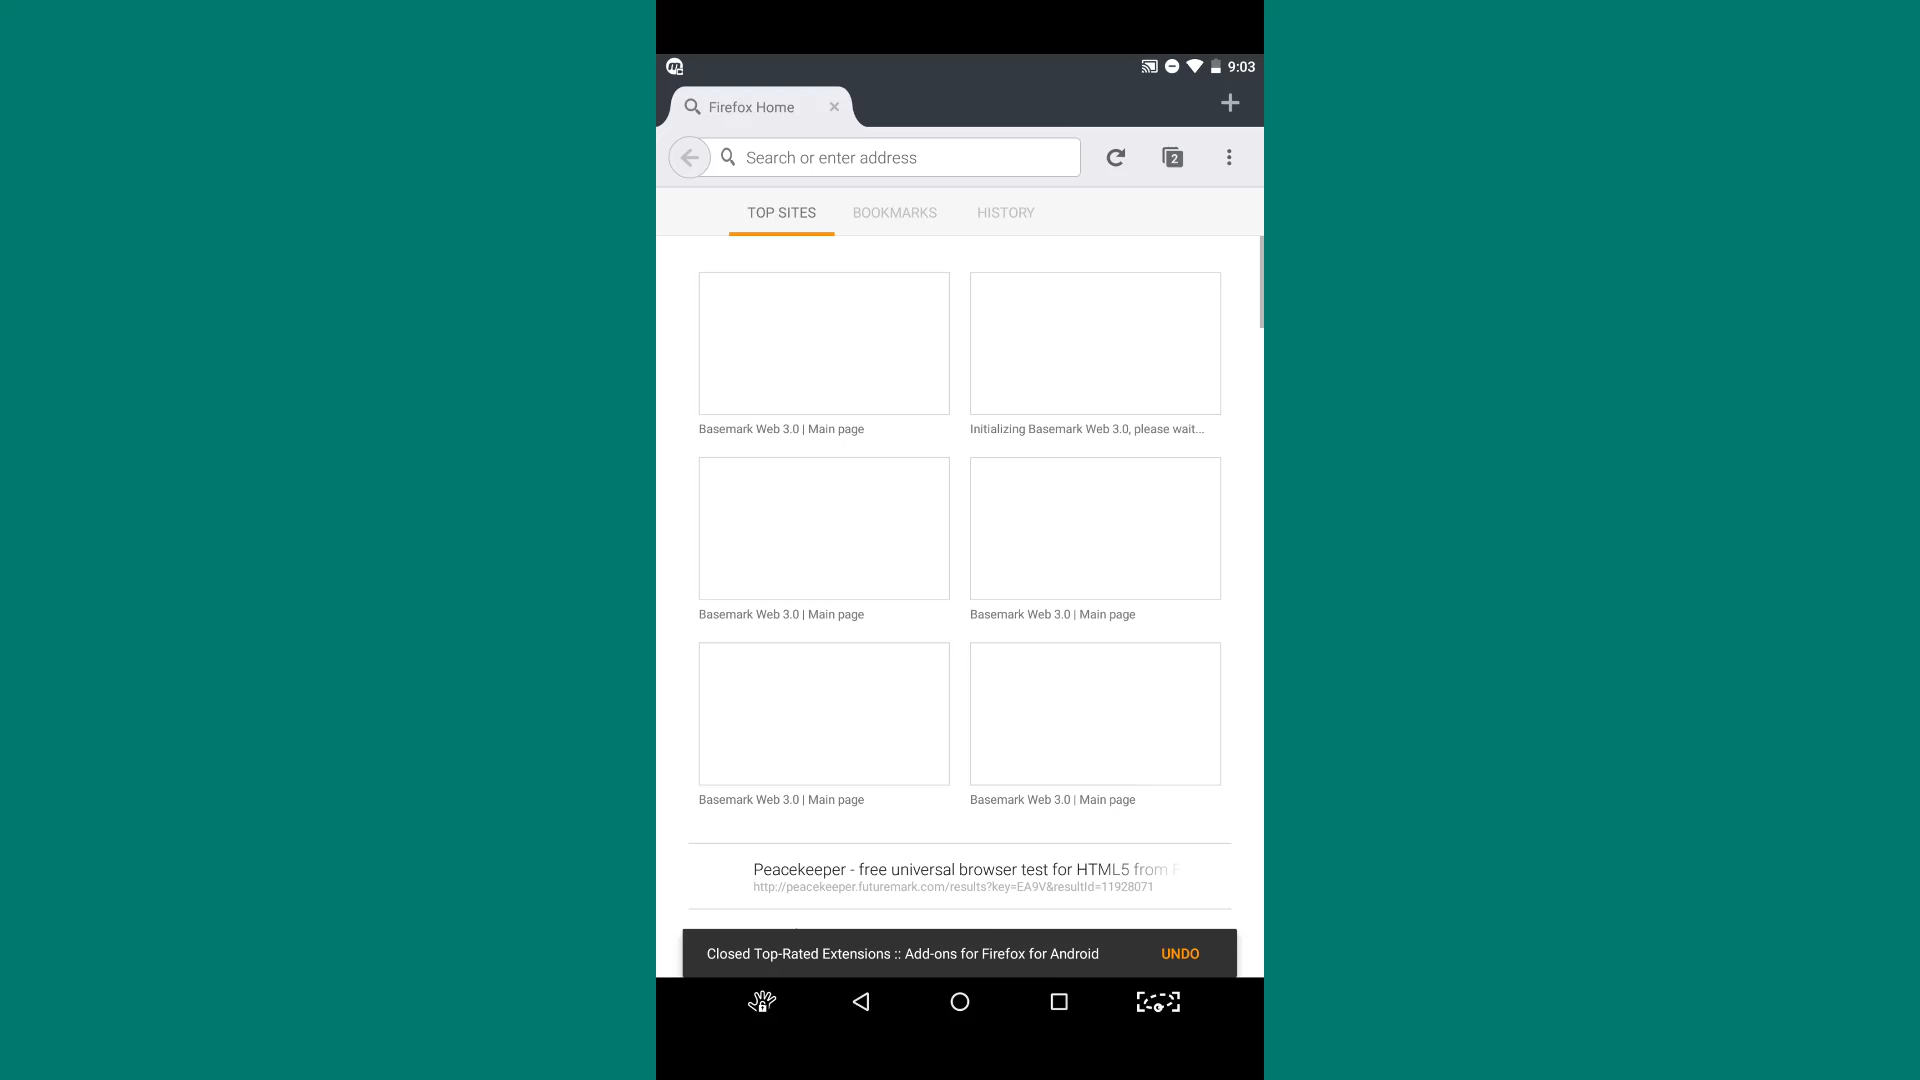 9:03
Firefox Home
Search or enter address
2
TOP SITES BOOKMARKS HISTORY
Basemark Web 3.0 | Main page
Initializing Basemark Web 3.0, please wait...
Basemark Web 3.0 | Main page
Basemark Web 3.0 | Main page
Basemark Web 3.0 | Main page
Basemark Web 3.0 | Main page
Peacekeeper - free universal browser test for HTML5 from F
http://peacekeeper.futuremark.com/results?key=EA9V&resultId=11928071
Closed Top-Rated Extensions :: Add-ons for Firefox for Android UNDO